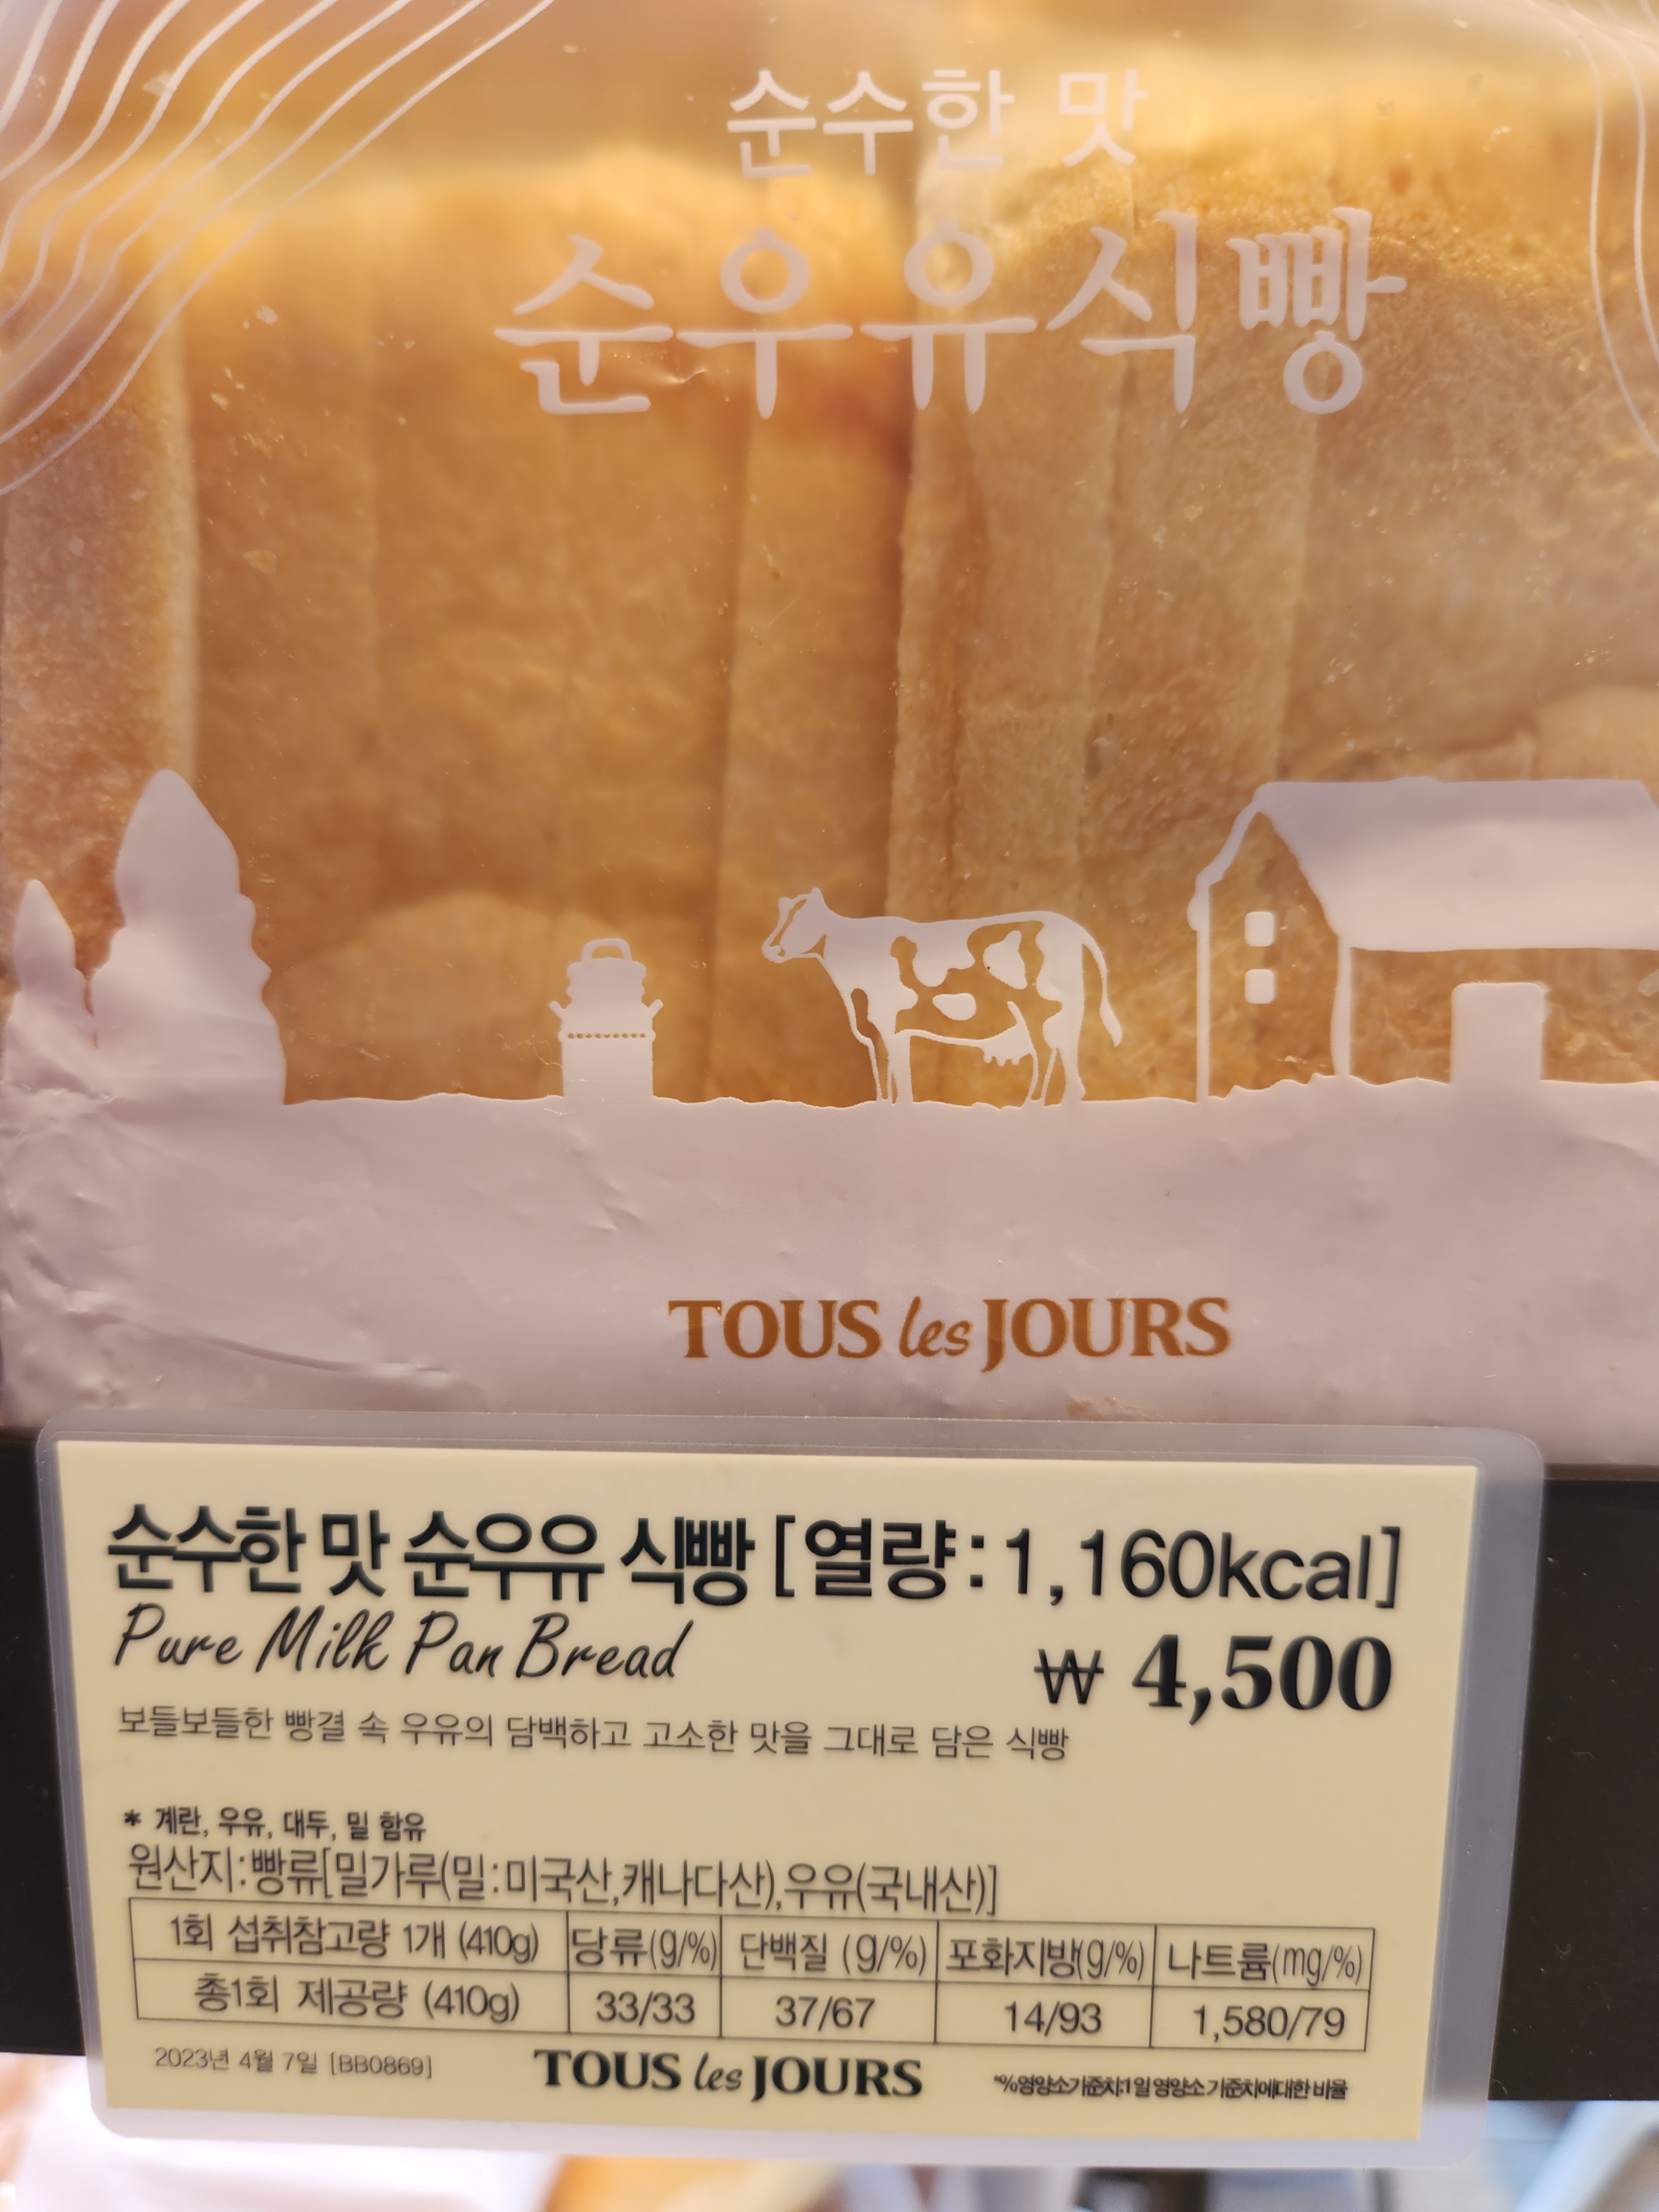 순수한 맛
순우유식빵
TOUS les JOURS
순수한 맛 순우유 식빵 [열량:1,160kcal]
Pure Milk Pan Bread
₩ 4,500
보들보들한 빵결 속 우유의 담백하고 고소한 맛을 그대로 담은 식빵
* 계란, 우유, 대두, 밀 함유
원산지:빵류[밀가루(밀:미국산,캐나다산),우유(국내산)]
1회 섭취참고량 1개 (410g) 당류(g/%) 단백질 (g/%) 포화지방(g/%) 나트륨(mg/%)
총1회 제공량 (410g) 33/33 37/67 14/93 1,580/79
2023년 4월 7일 [BB0869] TOUS les JOURS *%영양소기준치:1일 영양소 기준치에대한 비율